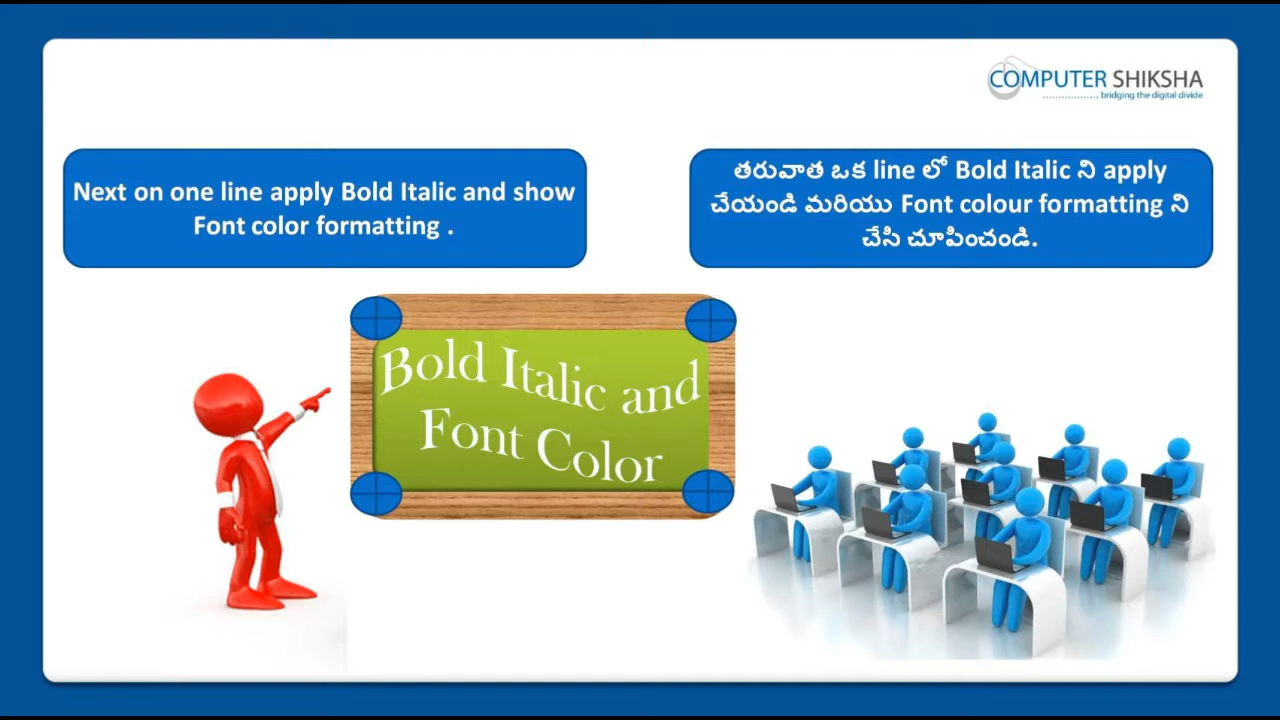 COMPUTER SHIKSHA
bridging the digital divide
Next on one line apply Bold Italic and show
Font color formatting .
తరువాత ఒక line లో Bold Italic ని apply
చేయండి మరియు Font colour formatting ని
చేసి చూపించండి.
Bold Italic and
Font Color